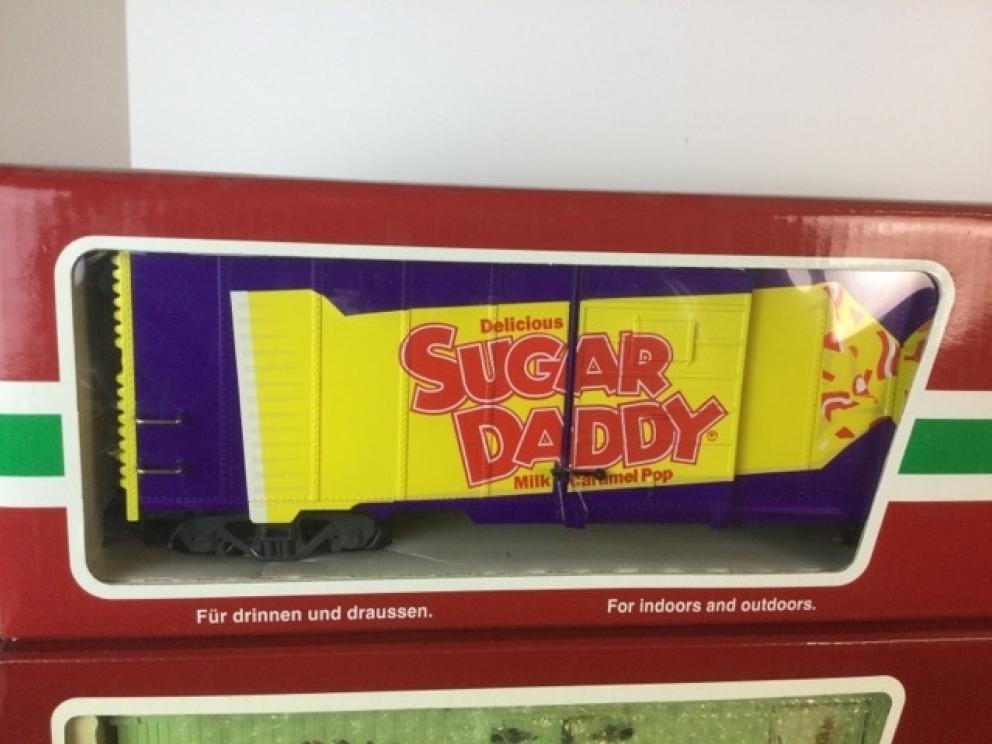 Delicious
SUGAR
DADDY®
Milk Caramel Pop
Für drinnen und draussen.
For indoors and outdoors.